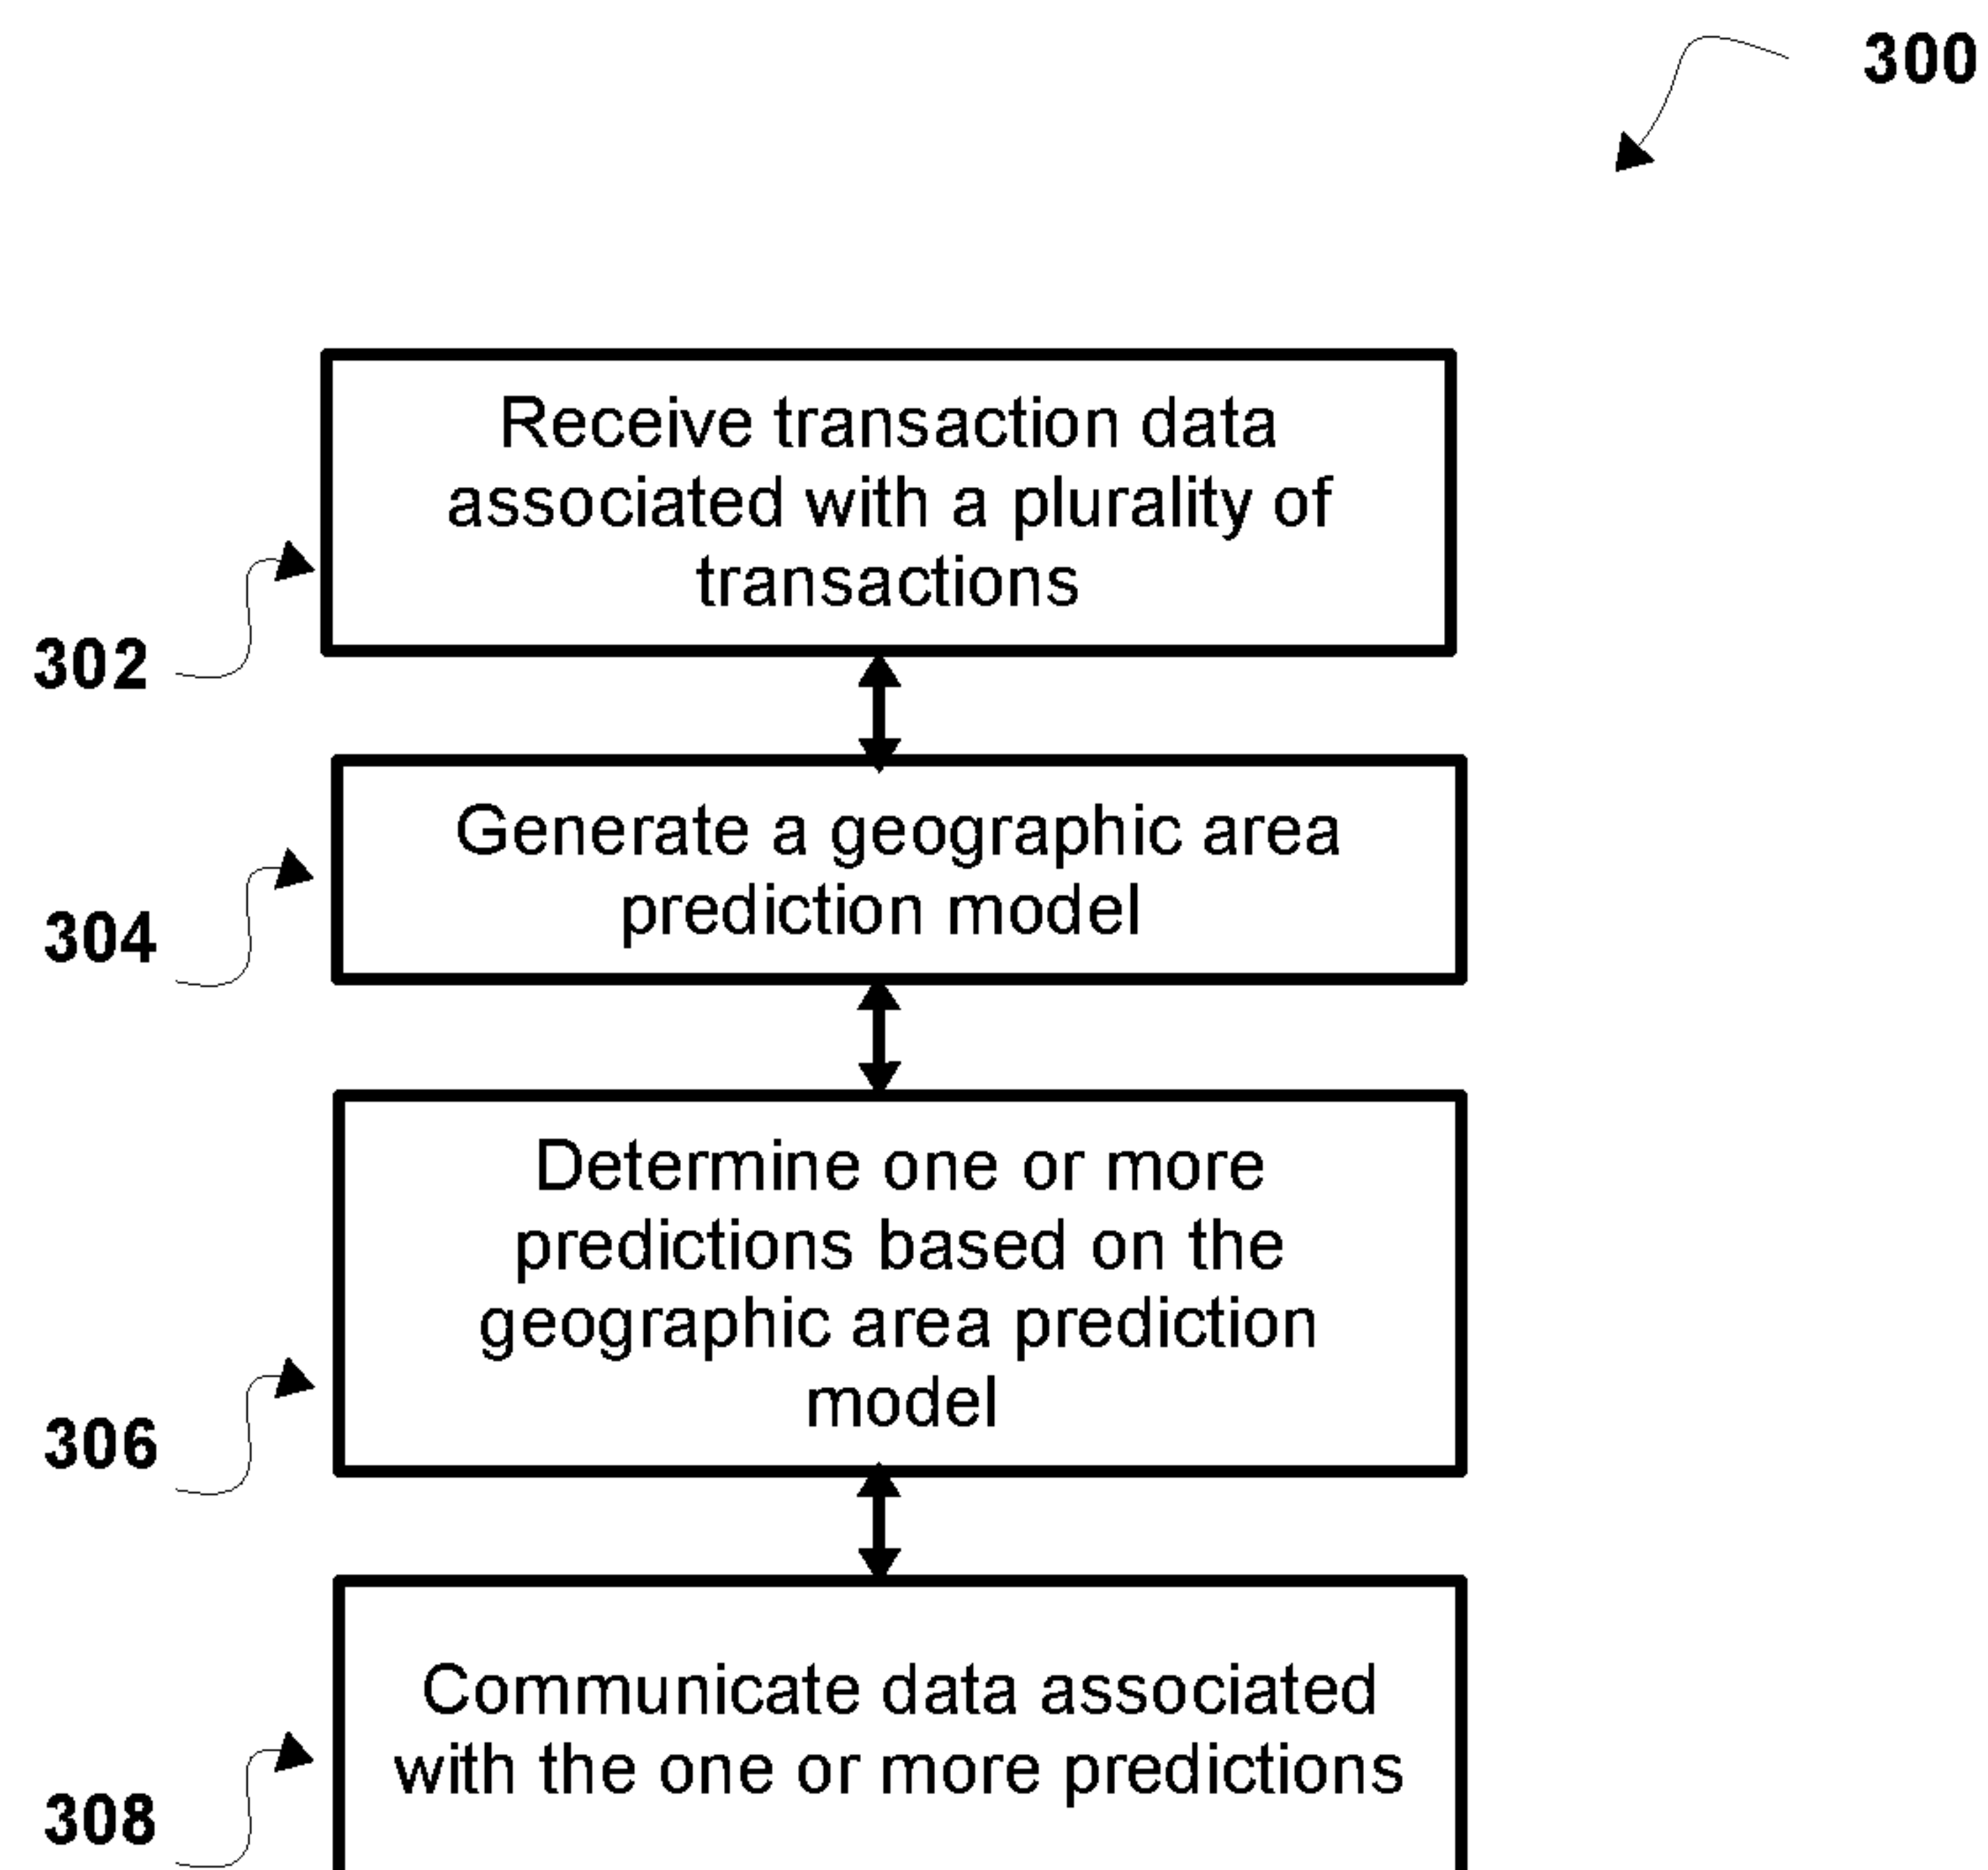 300
Receive transaction data
associated with a plurality of
transactions
302
Generate a geographic area
prediction model
304
Determine one or more
predictions based on the
geographic area prediction
model
306
Communicate data associated
with the one or more predictions
308